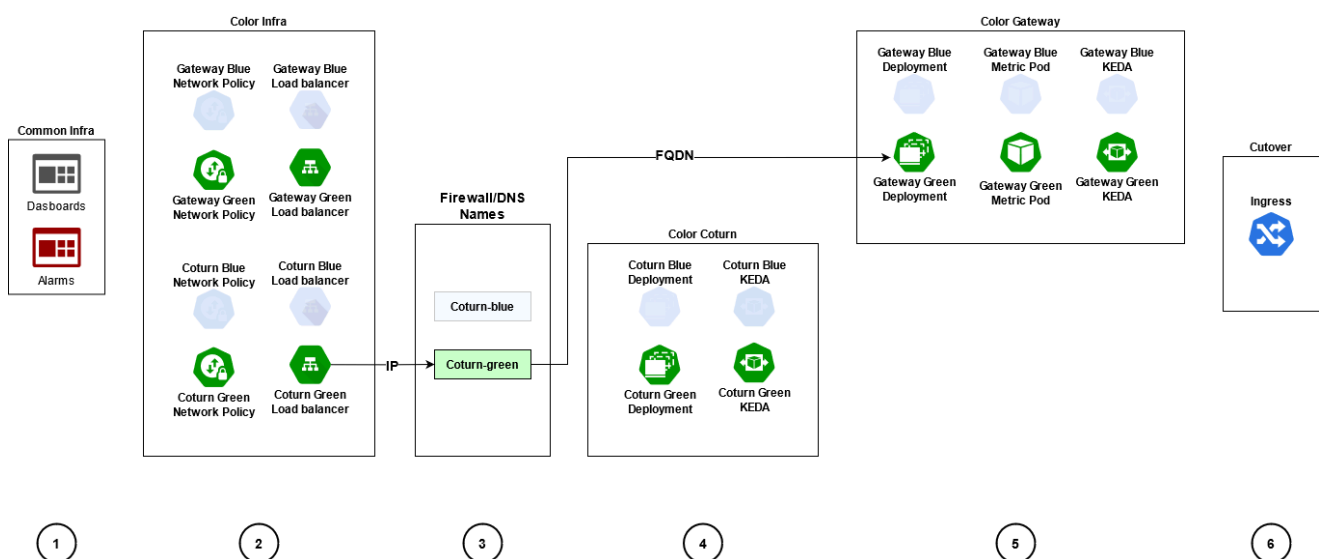 Common Infra
Dasboards
Alarms
Color Infra
Gateway Blue
Network Policy
Gateway Blue
Load balancer
Gateway Green
Network Policy
Gateway Green
Load balancer
Coturn Blue
Network Policy
Coturn Blue
Load balancer
Coturn Green
Network Policy
Coturn Green
Load balancer
IP
Firewall/DNS
Names
Coturn-blue
Coturn-green
FQDN
Color Coturn
Coturn Blue
Deployment
Coturn Blue
KEDA
Coturn Green
Deployment
Coturn Green
KEDA
Color Gateway
Gateway Blue
Deployment
Gateway Blue
Metric Pod
Gateway Blue
KEDA
Gateway Green
Deployment
Gateway Green
Metric Pod
Gateway Green
KEDA
Cutover
Ingress
1
2
3
4
5
6